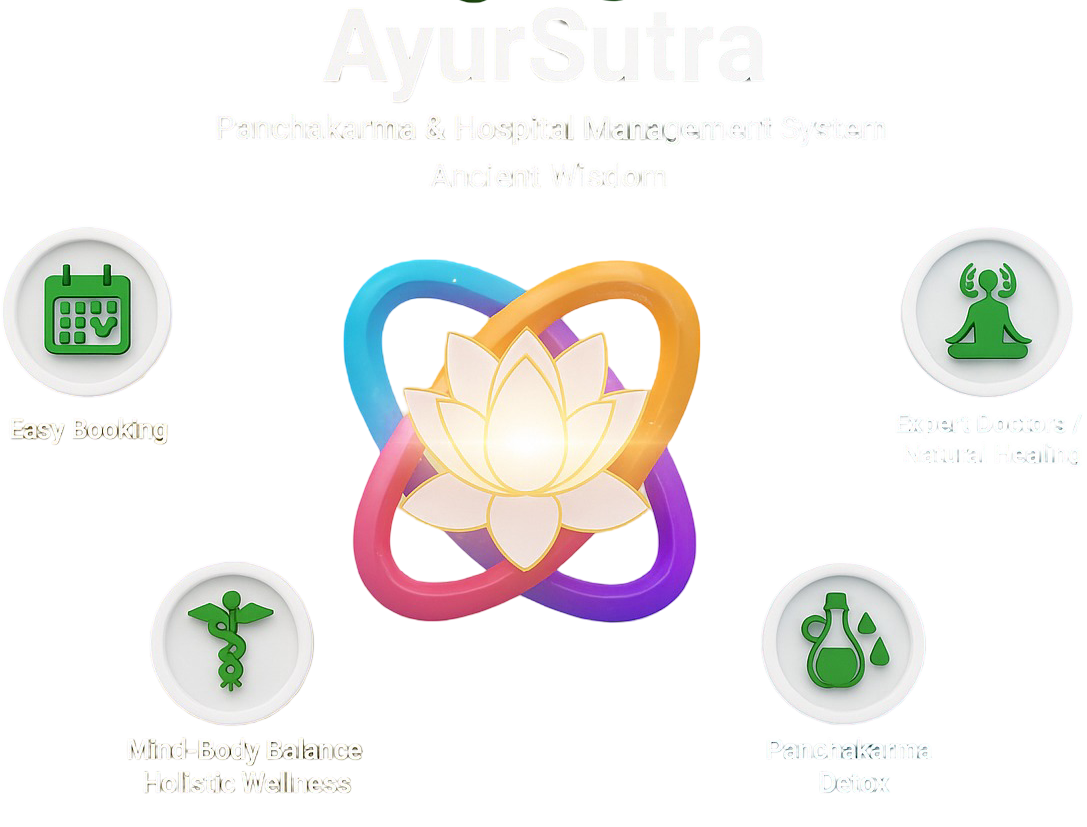 AyurSutra
Panchakarma & Hospital Management System
Ancient Wisdom
Easy Booking
Expert Doctors /
Natural Healing
Mind-Body Balance
Holistic Wellness
Panchakarma
Detox